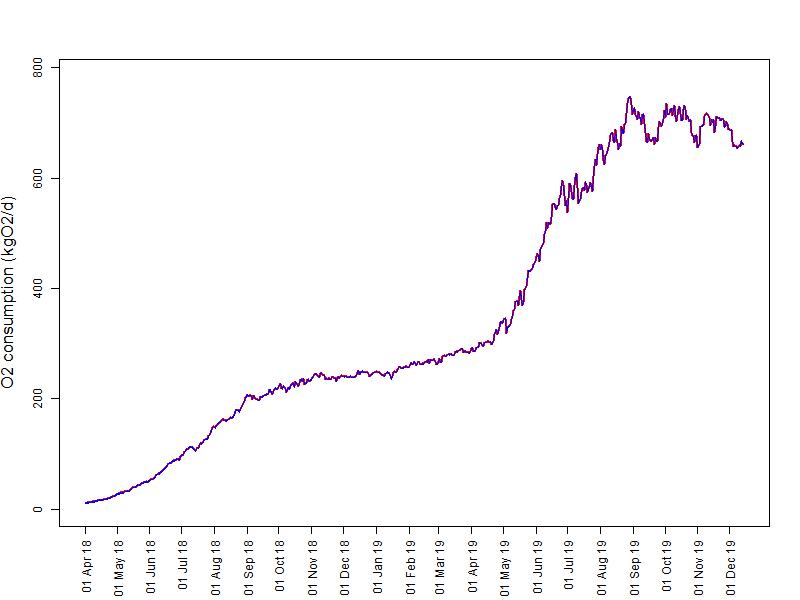 O2 consumption (kgO2/d)
800
600
400
200
0
01 Apr 18
01 May 18
01 Jun 18
01 Jul 18
01 Aug 18
01 Sep 18
01 Oct 18
01 Nov 18
01 Dec 18
01 Jan 19
01 Feb 19
01 Mar 19
01 Apr 19
01 May 19
01 Jun 19
01 Jul 19
01 Aug 19
01 Sep 19
01 Oct 19
01 Nov 19
01 Dec 19